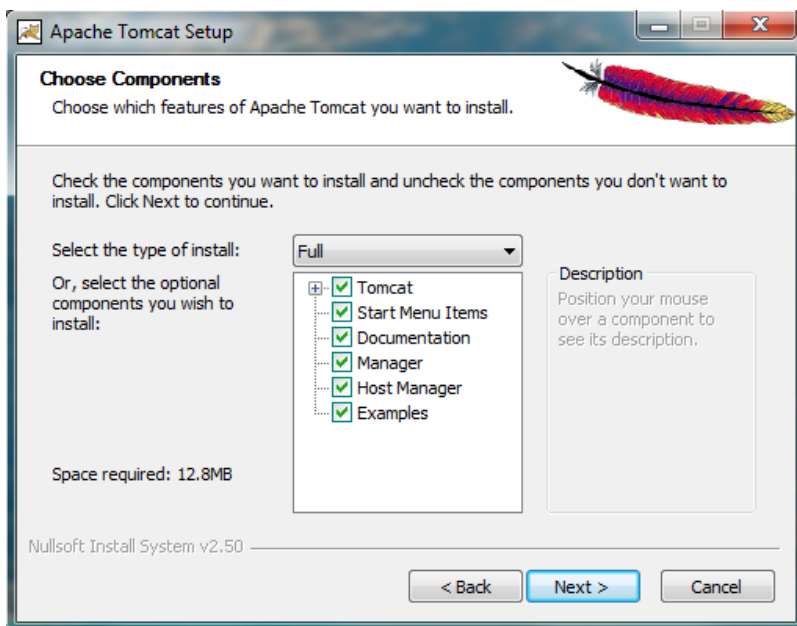 Apache Tomcat Setup
Choose Components
Choose which features of Apache Tomcat you want to install.
Check the components you want to install and uncheck the components you don't want to
install. Click Next to continue.
Select the type of install:
Full
Or, select the optional
components you wish to
install:
Tomcat
Start Menu Items
Documentation
Manager
Host Manager
Examples
Description
Position your mouse
over a component to
see its description.
Space required: 12.8MB
Nullsoft Install System v2.50
< Back
Next >
Cancel